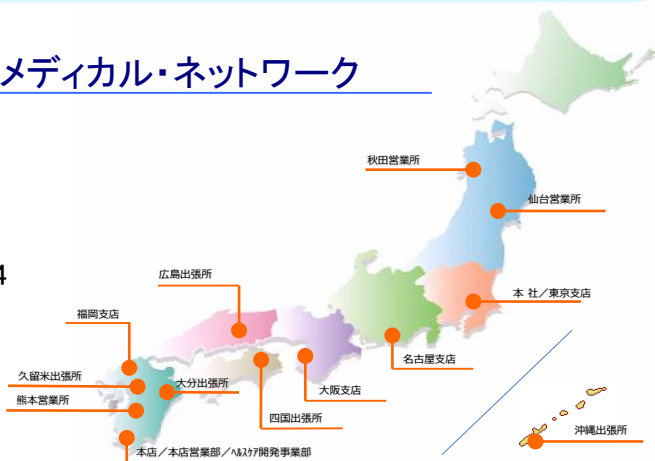 メディカル・ネットワーク
秋田営業所
仙台営業所
4
広島出張所
本 社／東京支店
福岡支店
名古屋支店
久留米出張所
大分出張所
大阪支店
熊本営業所
四国出張所
沖縄出張所
本店／本店営業部／ﾍﾙｽｹｱ開発事業部